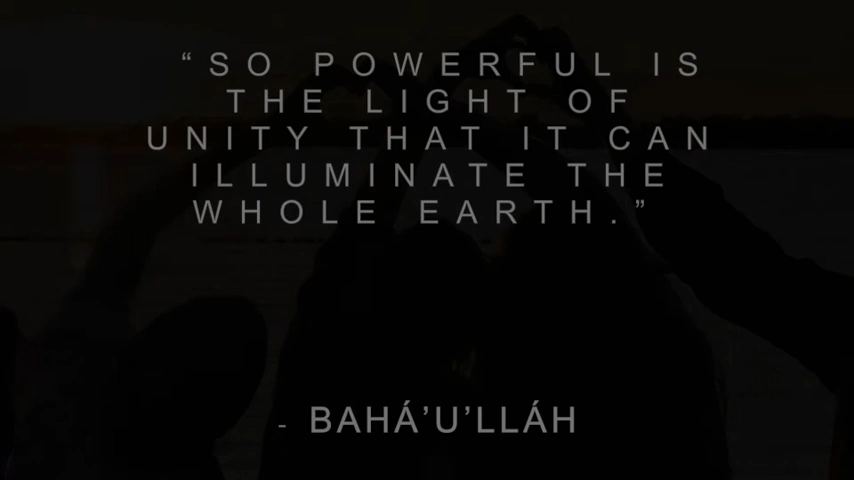 “SO POWERFUL IS
THE LIGHT OF
UNITY THAT IT CAN
ILLUMINATE THE
WHOLE EARTH.”
- BAHÁ’U’LLÁH